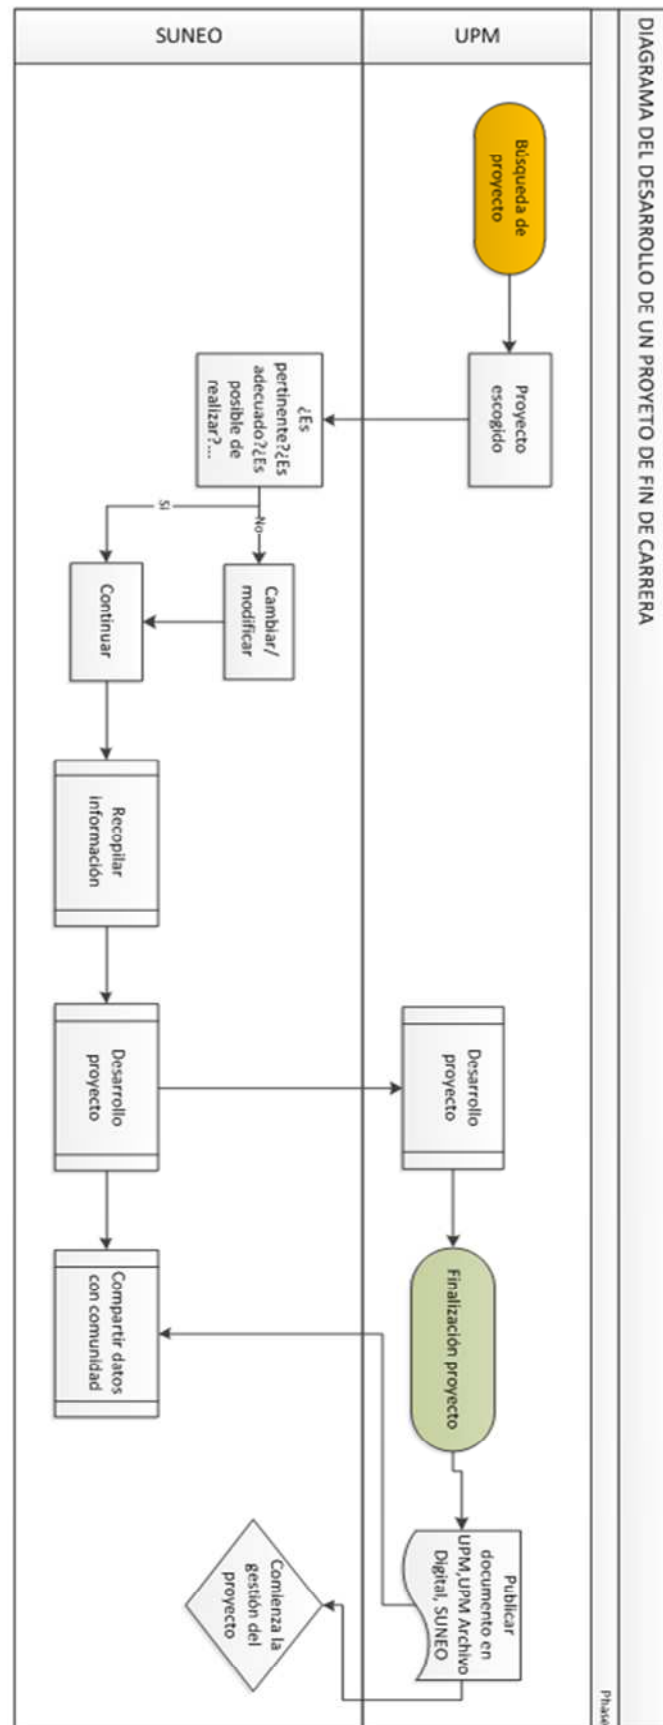 DIAGRAMA DEL DESARROLLO DE UN PROYETO DE FIN DE CARRERA
Phase
UPM
SUNEO
Búsqueda de
proyecto
Proyecto
escogido
¿Es
pertinente?¿Es
adecuado?¿Es
posible de
realizar?...
No
Si
Cambiar/
modificar
Continuar
Recopilar
información
Desarrollo
proyecto
Desarrollo
proyecto
Finalización proyecto
Compartir datos
con comunidad
Publicar
documento en
UPM,UPM Archivo
Digital, SUNEO
Comienza la
gestión del
proyecto